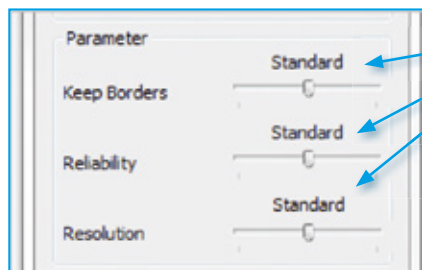 Parameter
Standard
Keep Borders
Standard
Reliability
Standard
Resolution